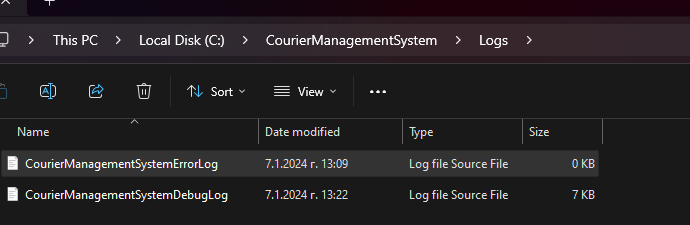 This PC > Local Disk (C:) > CourierManagementSystem > Logs >
Sort View ...
Name Date modified Type Size
CourierManagementSystemErrorLog 7.1.2024 г. 13:09 Log file Source File 0 KB
CourierManagementSystemDebugLog 7.1.2024 г. 13:22 Log file Source File 7 KB